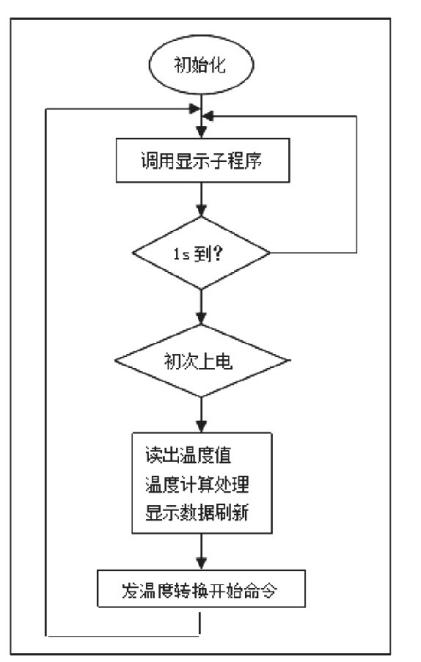 初始化
调用显示子程序
1s到?
初次上电
读出温度值
温度计算处理
显示数据刷新
发温度转换开始命令